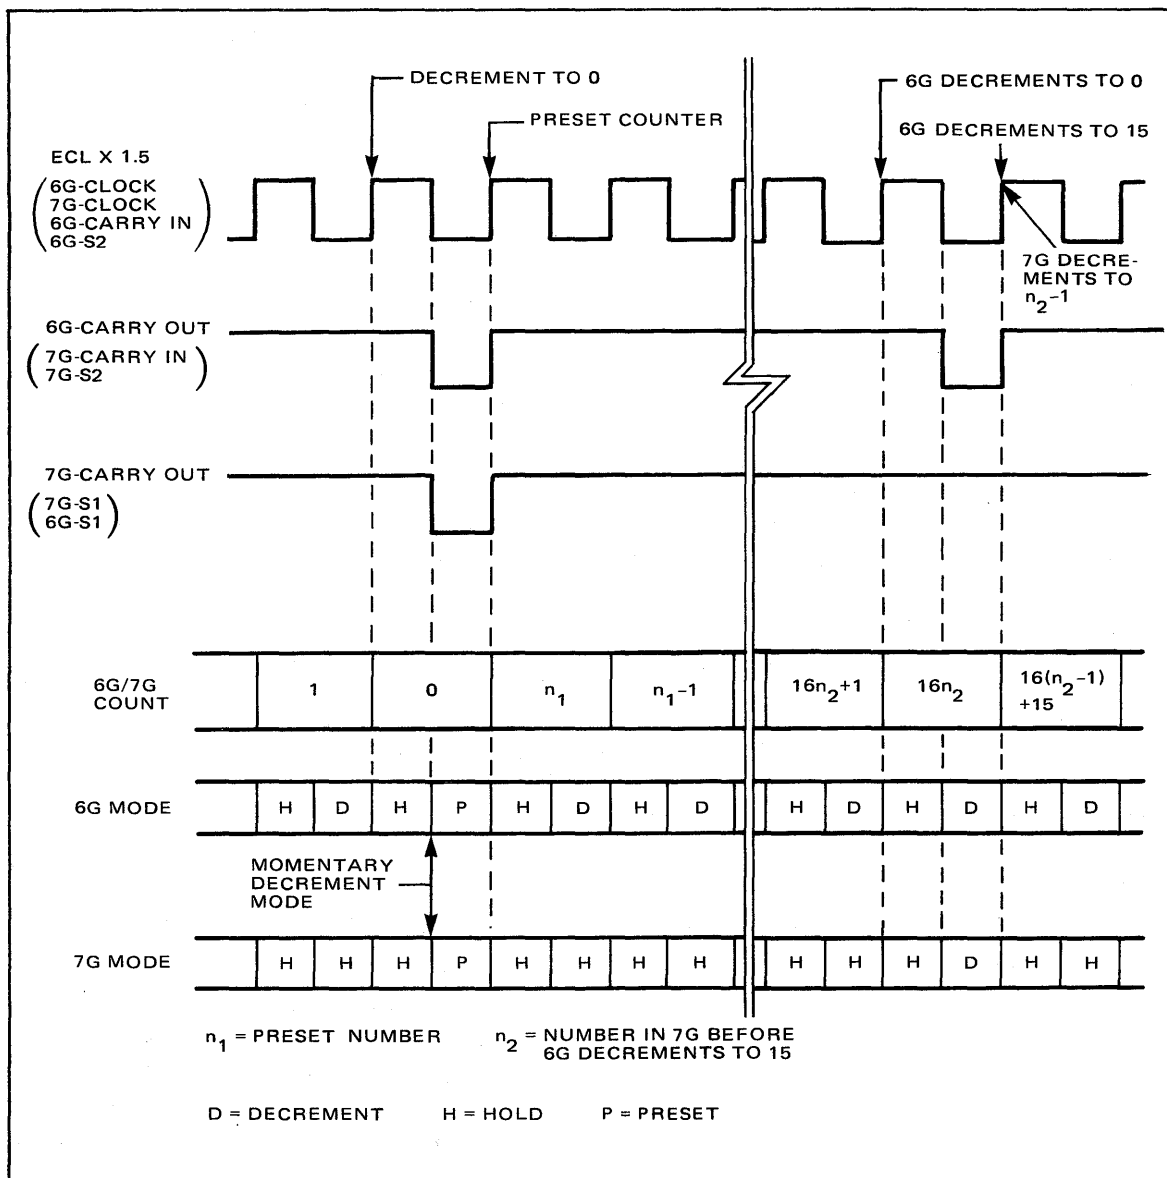 DECREMENT TO 0
6G DECREMENTS TO 0
PRESET COUNTER
6G DECREMENTS TO 15
ECL X 1.5
(6G-CLOCK
7G-CLOCK
6G-CARRY IN
6G-S2)
7G DECRE-
MENTS TO
n₂-1
6G-CARRY OUT
(7G-CARRY IN
7G-S2)
7G-CARRY OUT
(7G-S1
6G-S1)
6G/7G
COUNT
1 0 n₁ n₁-1 16n₂+1 16n₂ 16(n₂-1)
+15
6G MODE H D H P H D H D H D H D H D
MOMENTARY
DECREMENT
MODE
7G MODE H H H P H H H H H H H D H H
n₁ = PRESET NUMBER n₂ = NUMBER IN 7G BEFORE
6G DECREMENTS TO 15
D = DECREMENT H = HOLD P = PRESET